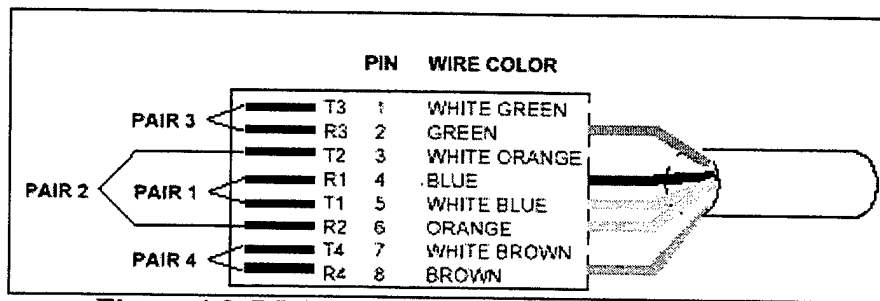 PIN WIRE COLOR
T3 1 WHITE GREEN
PAIR 3
R3 2 GREEN
T2 3 WHITE ORANGE
PAIR 2 PAIR 1 R1 4 BLUE
T1 5 WHITE BLUE
R2 6 ORANGE
T4 7 WHITE BROWN
PAIR 4
R4 8 BROWN